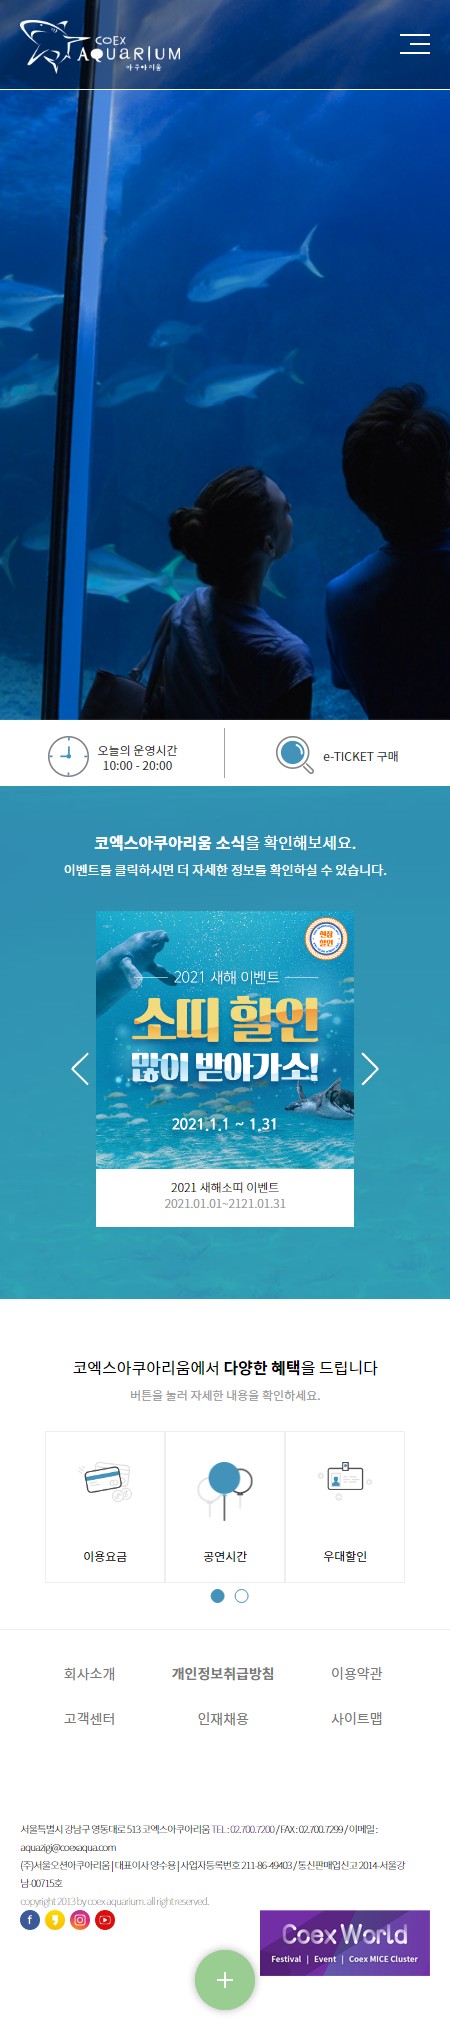 COEX
AQUARIUM
아쿠아리움
오늘의 운영시간
10:00 - 20:00
e-TICKET 구매
코엑스아쿠아리움 소식을 확인해보세요.
이벤트를 클릭하시면 더 자세한 정보를 확인하실 수 있습니다.
현장
할인
2021 새해 이벤트
소띠 할인
많이 받아가소!
2021.1.1 ~ 1.31
2021 새해소띠 이벤트
2021.01.01~2121.01.31
코엑스아쿠아리움에서 다양한 혜택을 드립니다
버튼을 눌러 자세한 내용을 확인하세요.
이용요금
공연시간
우대할인
회사소개
개인정보취급방침
이용약관
고객센터
인재채용
사이트맵
서울특별시 강남구 영동대로 513 코엑스아쿠아리움 TEL : 02.700.7200 / FAX : 02.700.7299 / 이메일 :
aquazigi@coexaqua.com
(주)서울오션아쿠아리움 | 대표이사 양수용 | 사업자등록번호 211-86-49403 / 통신판매업신고 2014-서울강
남-00715호
copyright 2013 by coex aquarium. all right reserved.
Coex World
Festival | Event | Coex MICE Cluster